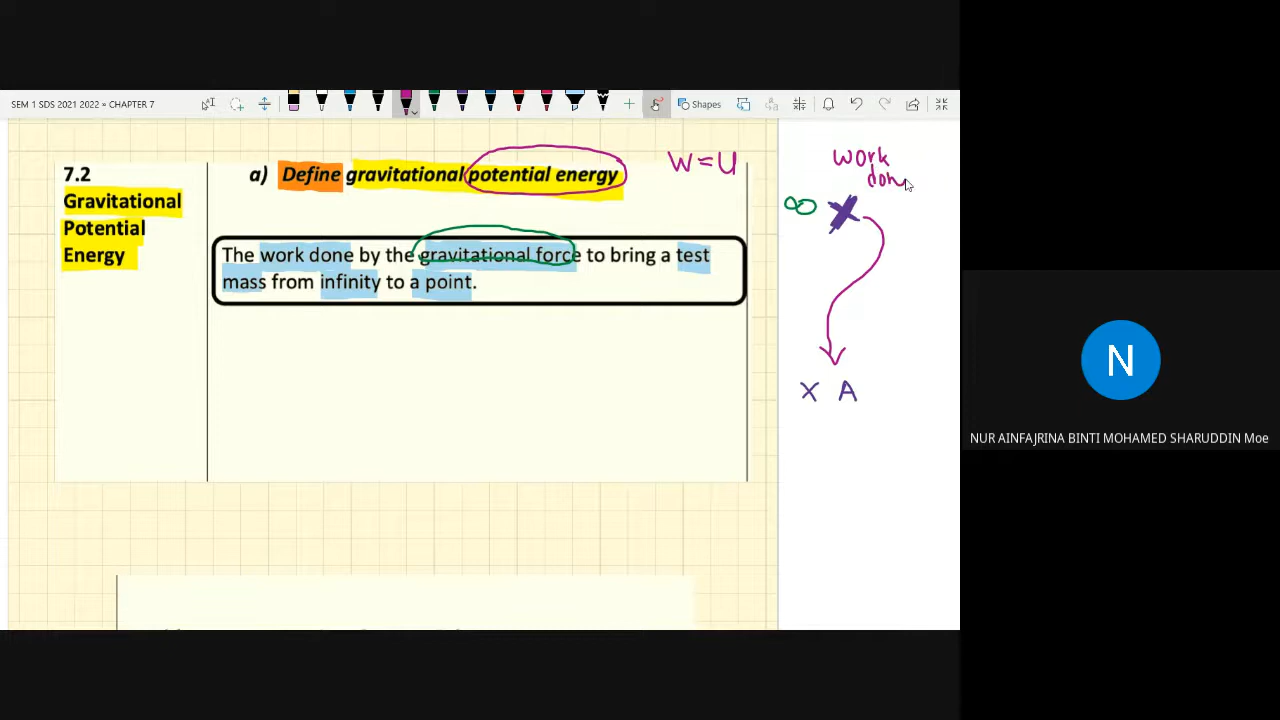 SEM 1 SDS 2021 2022 » CHAPTER 7
Shapes
7.2
Gravitational
Potential
Energy
a) Define gravitational potential energy
W = U
The work done by the gravitational force to bring a test
mass from infinity to a point.
work
don
∞ X
X A
N
NUR AINFAJRINA BINTI MOHAMED SHARUDDIN Moe